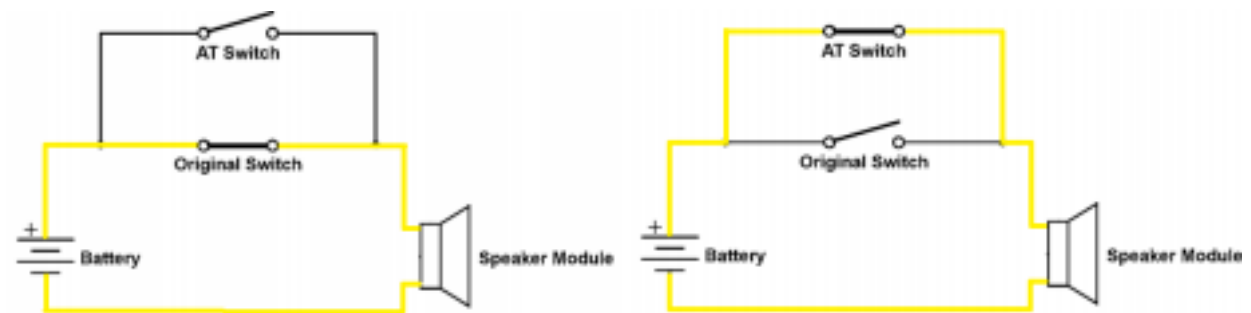 AT Switch
Original Switch
+
Battery
Speaker Module
AT Switch
Original Switch
+
Battery
Speaker Module